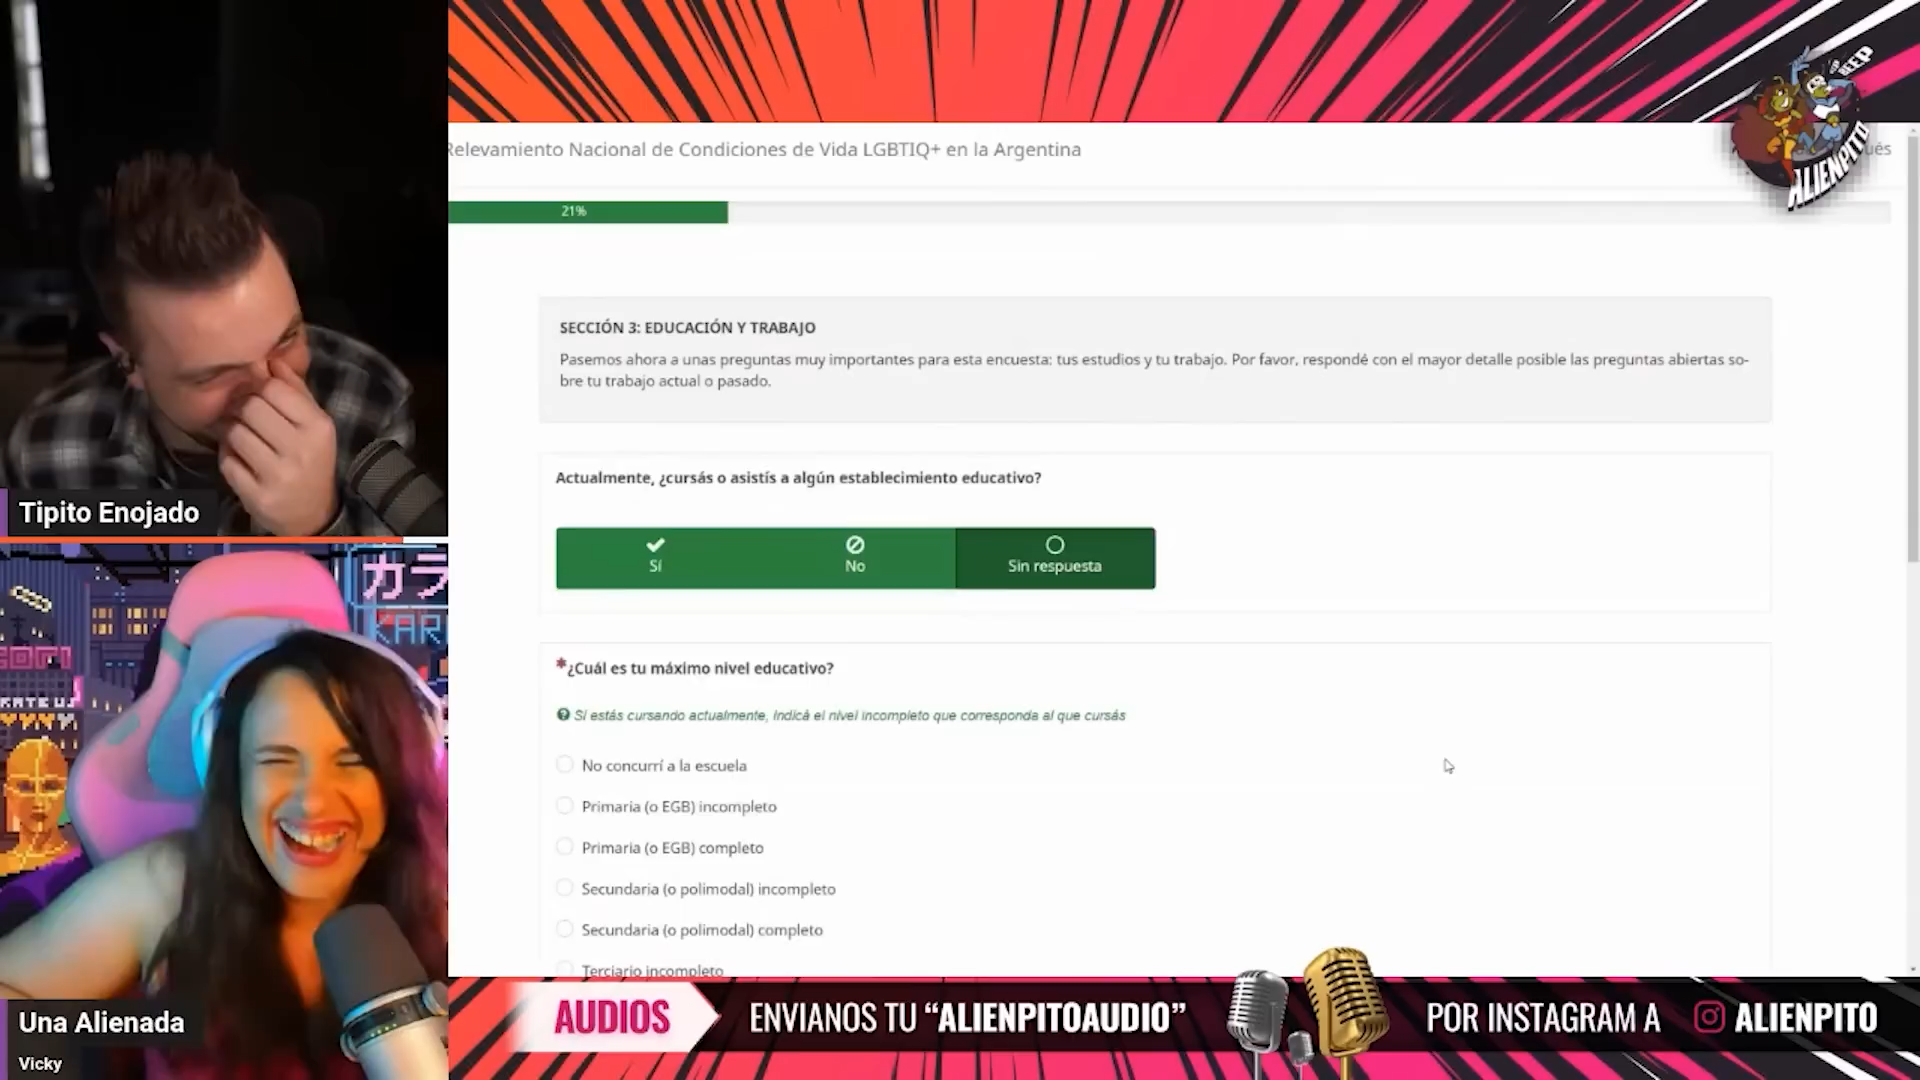 BEEP
ALIENPITO
Relevamiento Nacional de Condiciones de Vida LGBTIQ+ en la Argentina
ués
21%
SECCIÓN 3: EDUCACIÓN Y TRABAJO
Pasemos ahora a unas preguntas muy importantes para esta encuesta: tus estudios y tu trabajo. Por favor, respondé con el mayor detalle posible las preguntas abiertas so-
bre tu trabajo actual o pasado.
Actualmente, ¿cursás o asistís a algún establecimiento educativo?
Sí
No
Sin respuesta
*¿Cuál es tu máximo nivel educativo?
Si estás cursando actualmente, indicá el nivel incompleto que corresponda al que cursás
No concurrí a la escuela
Primaria (o EGB) incompleto
Primaria (o EGB) completo
Secundaria (o polimodal) incompleto
Secundaria (o polimodal) completo
Terciario incompleto
Tipito Enojado
カラ
KAR
Una Alienada
Vicky
AUDIOS
ENVIANOS TU “ALIENPITOAUDIO”
POR INSTAGRAM A
ALIENPITO